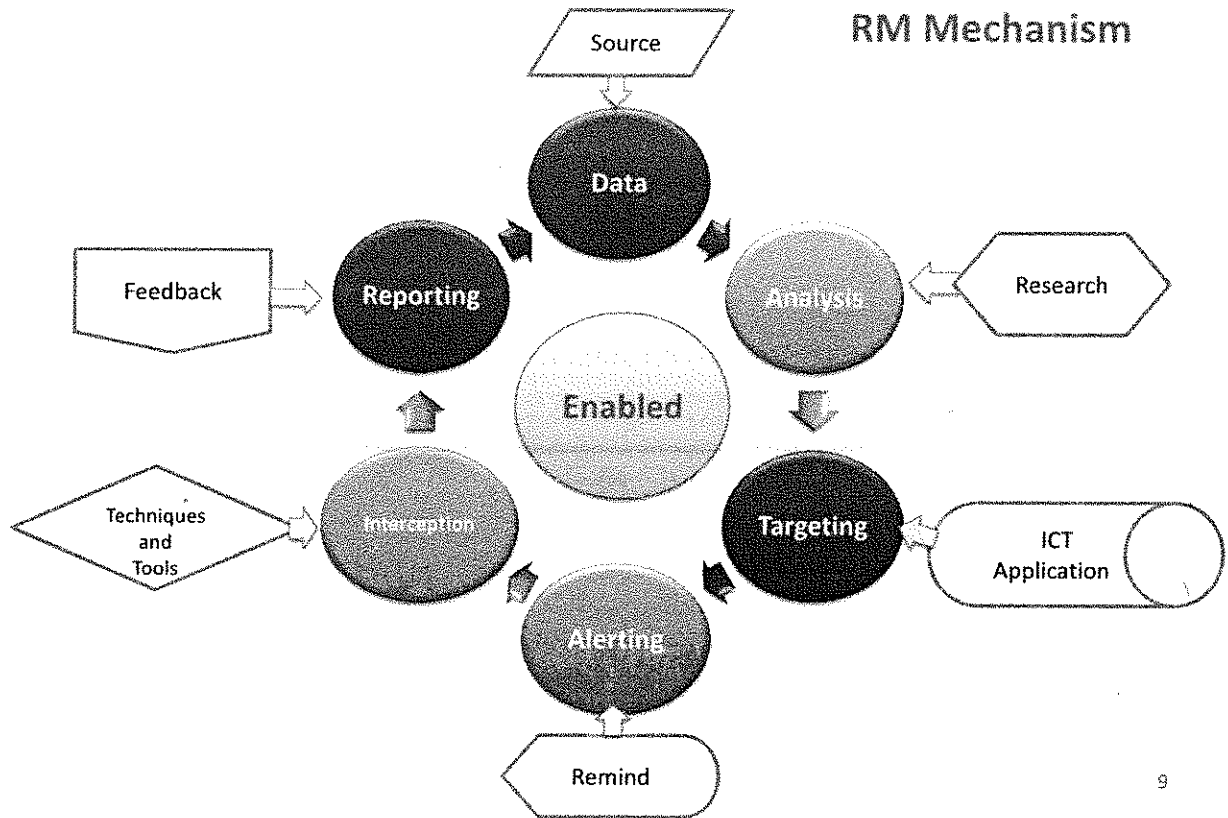 RM Mechanism
Source
Data
Analysis
Research
Targeting
ICT
Application
Alerting
Remind
Interception
Techniques
and
Tools
Reporting
Feedback
Enabled
9